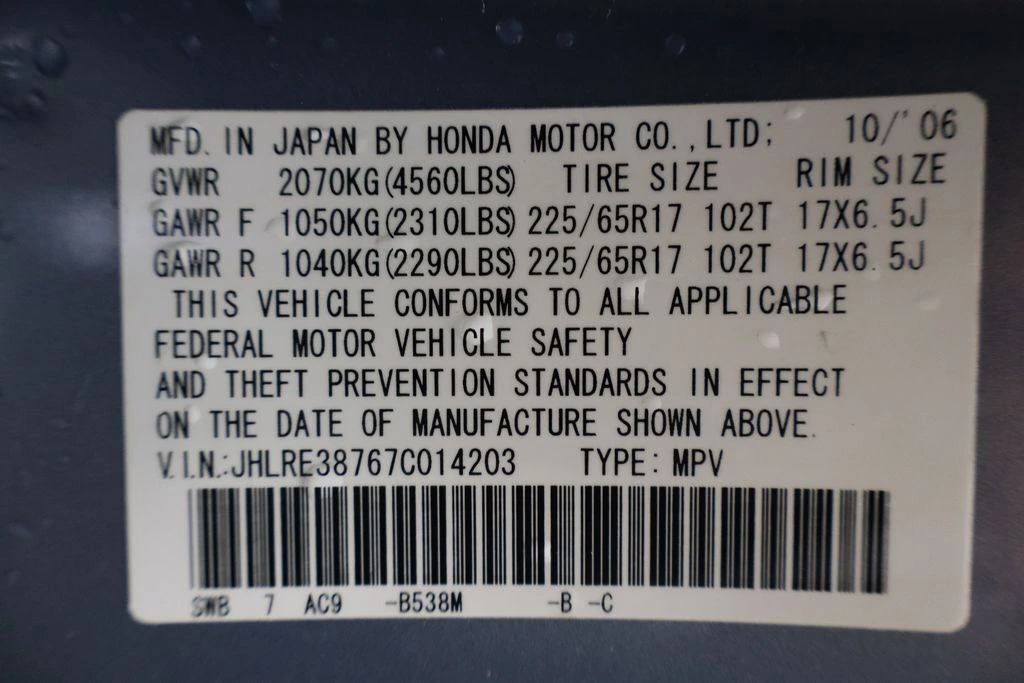 MFD. IN JAPAN BY HONDA MOTOR CO., LTD; 10/'06
GVWR 2070KG(4560LBS) TIRE SIZE RIM SIZE
GAWR F 1050KG(2310LBS) 225/65R17 102T 17X6.5J
GAWR R 1040KG(2290LBS) 225/65R17 102T 17X6.5J
THIS VEHICLE CONFORMS TO ALL APPLICABLE
FEDERAL MOTOR VEHICLE SAFETY
AND THEFT PREVENTION STANDARDS IN EFFECT
ON THE DATE OF MANUFACTURE SHOWN ABOVE.
V.I.N.:JHLRE38767C014203 TYPE: MPV
SWB 7 AC9 -B538M -B -C